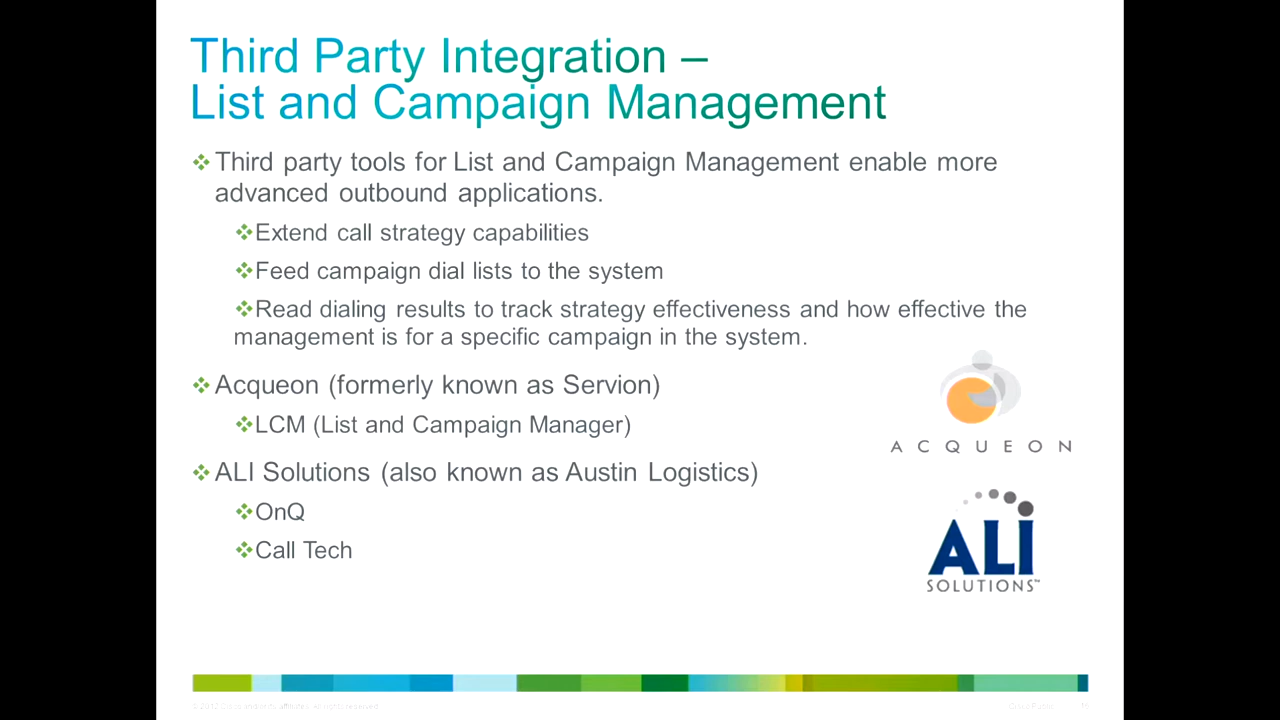 Third Party Integration –
List and Campaign Management
❖Third party tools for List and Campaign Management enable more
advanced outbound applications.
❖Extend call strategy capabilities
❖Feed campaign dial lists to the system
❖Read dialing results to track strategy effectiveness and how effective the
management is for a specific campaign in the system.
❖Acqueon (formerly known as Servion)
❖LCM (List and Campaign Manager)
ACQUEON
❖ALI Solutions (also known as Austin Logistics)
❖OnQ
❖Call Tech
ALI
SOLUTIONS™